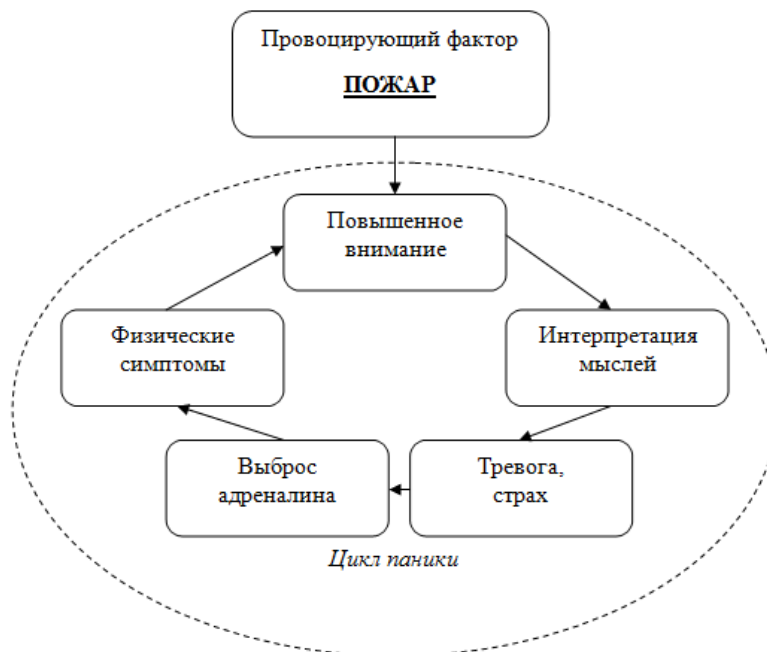 Провоцирующий фактор
ПОЖАР
Повышенное
внимание
Физические
симптомы
Интерпретация
мыслей
Выброс
адреналина
Тревога,
страх
Цикл паники